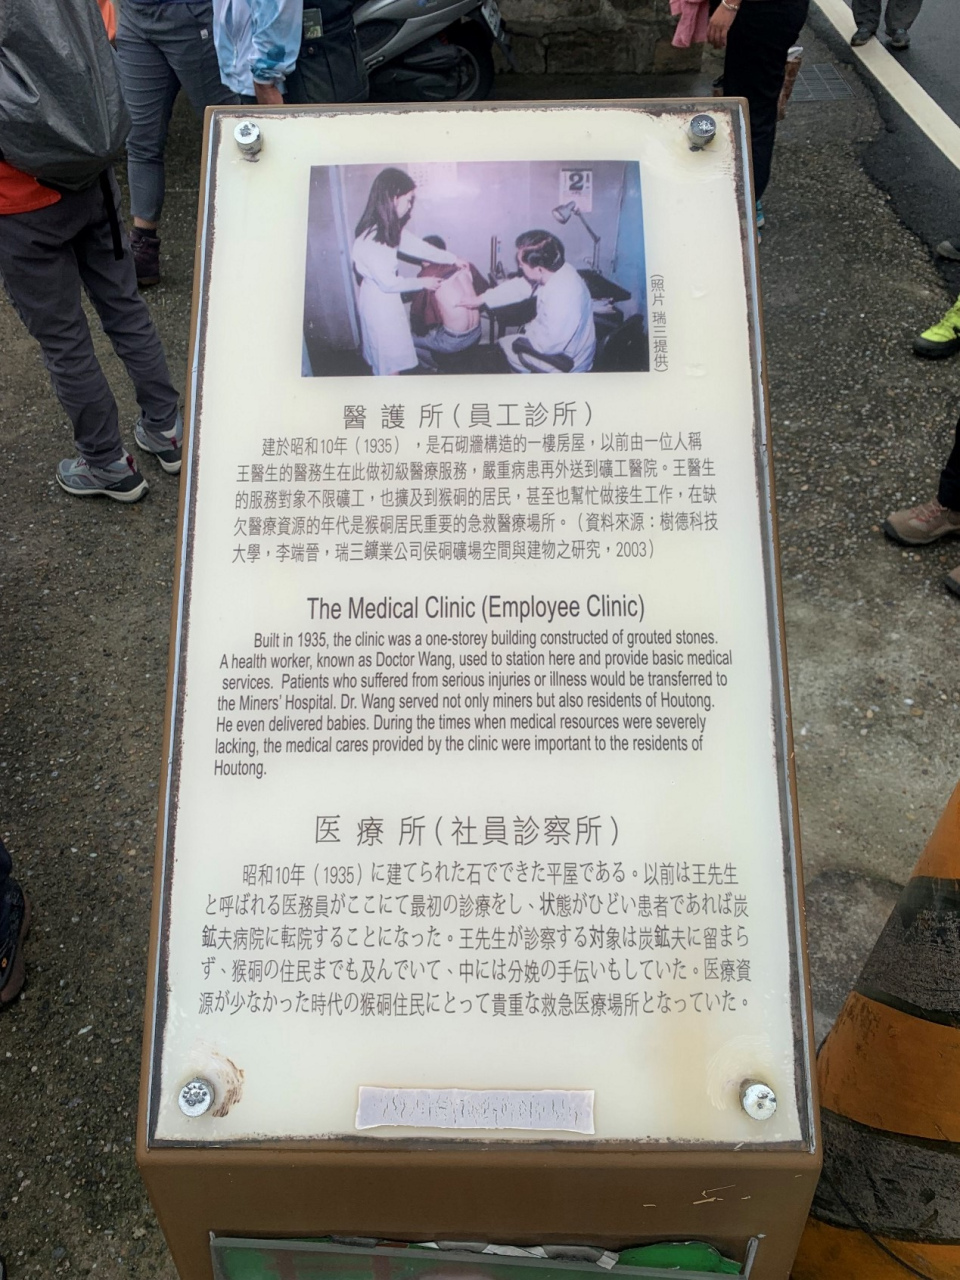 2
（照片 瑞三提供）
醫護所（員工診所）
建於昭和10年（1935），是石砌牆構造的一樓房屋，以前由一位人稱
王醫生的醫務生在此做初級醫療服務，嚴重病患再外送到礦工醫院。王醫生
的服務對象不限礦工，也擴及到猴硐的居民，甚至也幫忙做接生工作，在缺
欠醫療資源的年代是猴硐居民重要的急救醫療場所。（資料來源：樹德科技
大學，李端晉，瑞三鑛業公司侯硐礦場空間與建物之研究，2003）
The Medical Clinic (Employee Clinic)
Built in 1935, the clinic was a one-storey building constructed of grouted stones.
A health worker, known as Doctor Wang, used to station here and provide basic medical
services. Patients who suffered from serious injuries or illness would be transferred to
the Miners' Hospital. Dr. Wang served not only miners but also residents of Houtong.
He even delivered babies. During the times when medical resources were severely
lacking, the medical cares provided by the clinic were important to the residents of
Houtong.
医療所（社員診察所）
昭和10年（1935）に建てられた石でできた平屋である。以前は王先生
と呼ばれる医務員がここにて最初の診療をし、状態がひどい患者であれば炭
鉱夫病院に転院することになった。王先生が診察する対象は炭鉱夫に留まら
ず、猴硐の住民までも及んでいて、中には分娩の手伝いもしていた。医療資
源が少なかった時代の猴硐住民にとって貴重な救急医療場所となっていた。